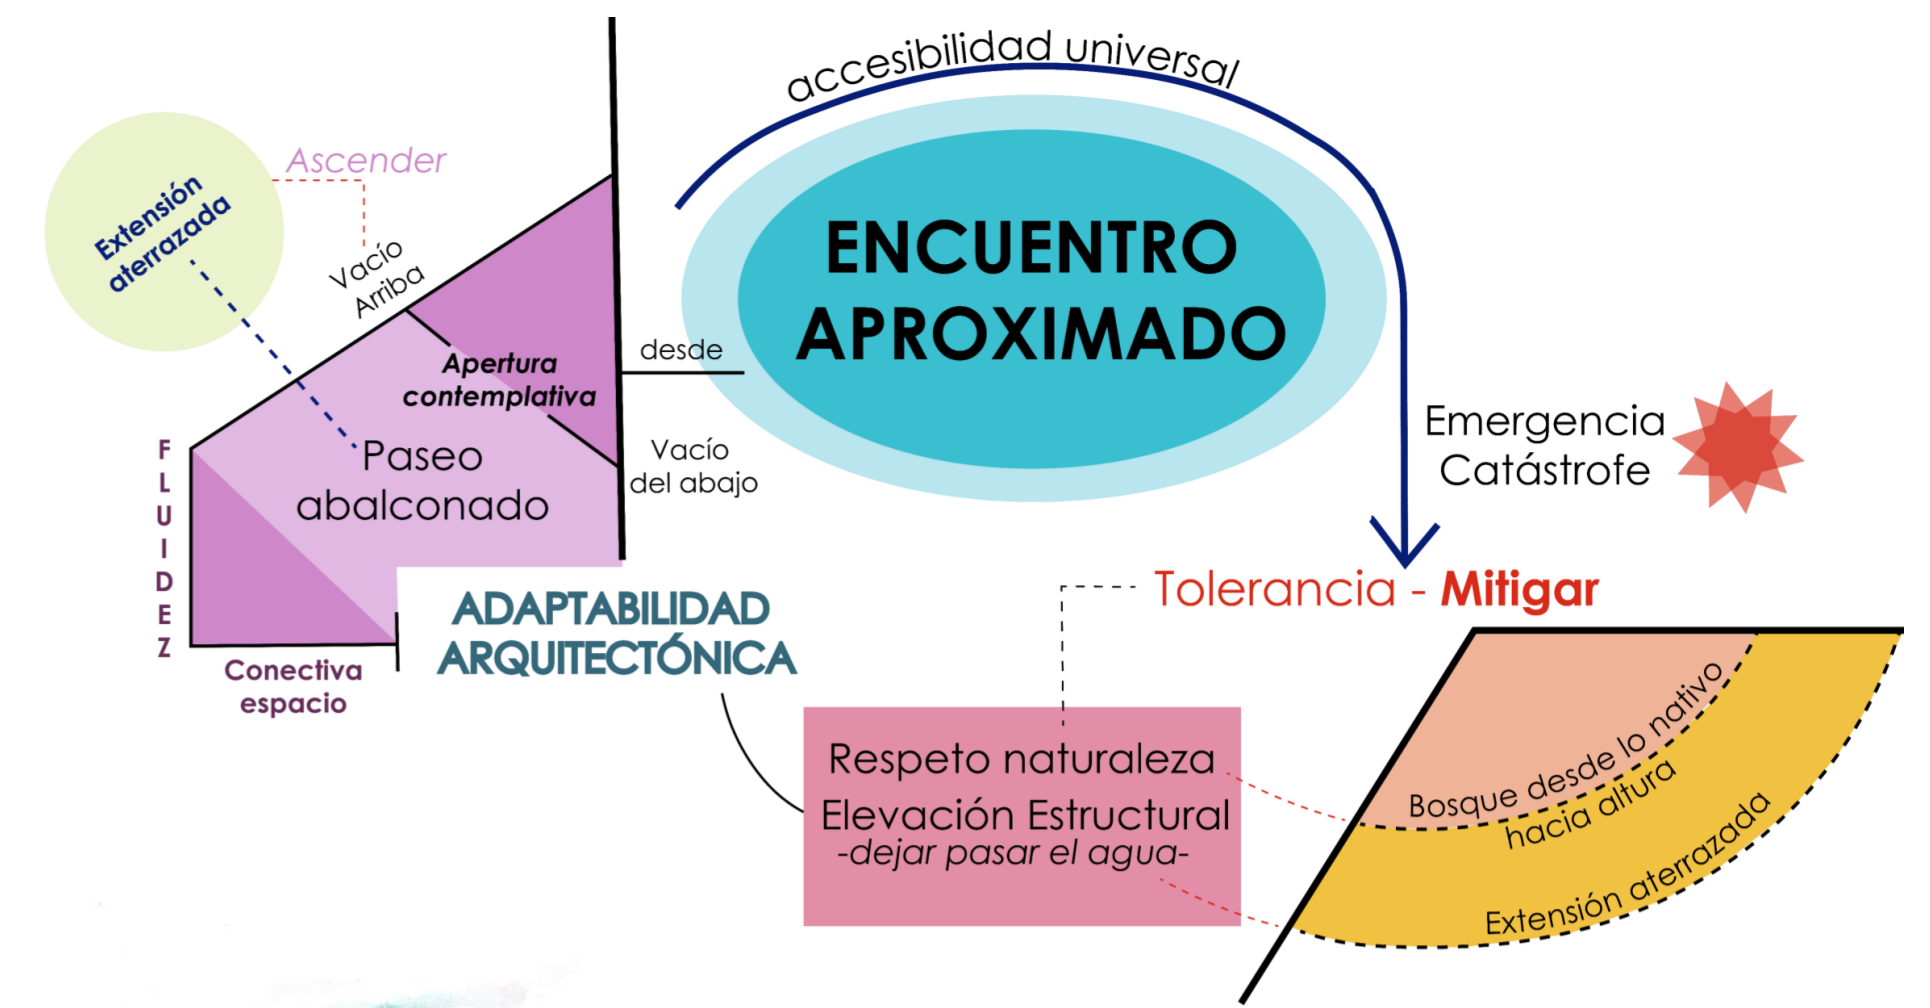 accesibilidad universal
Ascender
Extensión
aterrazada
Vacío
Arriba
ENCUENTRO
APROXIMADO
desde
Apertura
contemplativa
Paseo
abalconado
Vacío
del abajo
FLUIDEZ
Emergencia
Catástrofe
Tolerancia - Mitigar
ADAPTABILIDAD
ARQUITECTÓNICA
Conectiva
espacio
Respeto naturaleza
Elevación Estructural
-dejar pasar el agua-
Bosque desde lo nativo
hacia altura
Extensión aterrazada